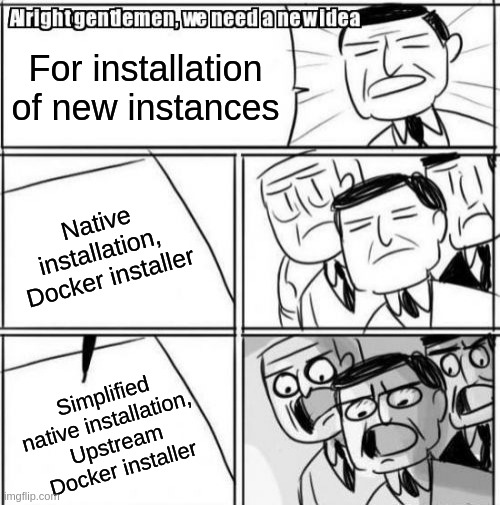 Alright gentlemen, we need a new idea
For installation
of new instances
Native
installation,
Docker installer
Simplified
native installation,
Upstream
Docker installer
imgflip.com